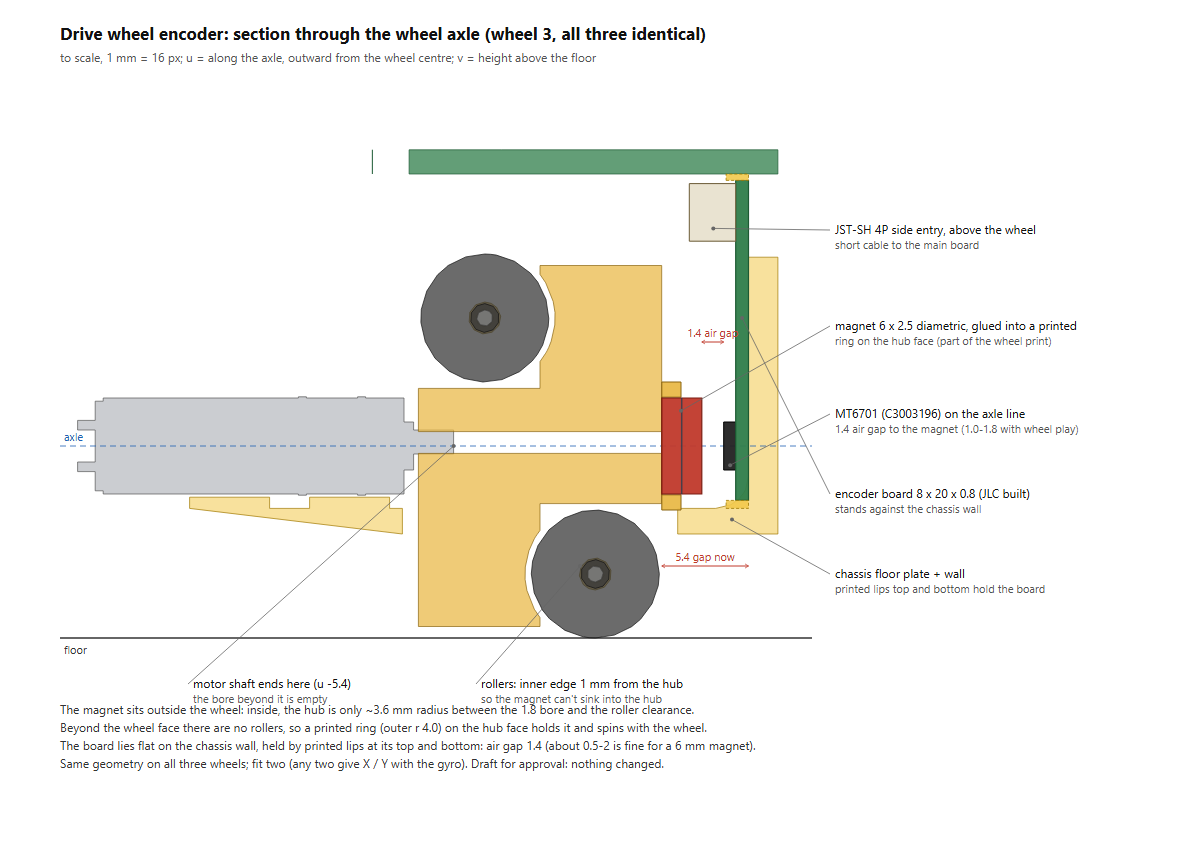 Drive wheel encoder: section through the wheel axle (wheel 3, all three identical)
to scale, 1 mm = 16 px; u = along the axle, outward from the wheel centre; v = height above the floor
JST-SH 4P side entry, above the wheel
short cable to the main board
magnet 6 x 2.5 diametric, glued into a printed
ring on the hub face (part of the wheel print)
1.4 air gap
MT6701 (C3003196) on the axle line
1.4 air gap to the magnet (1.0-1.8 with wheel play)
axle
encoder board 8 x 20 x 0.8 (JLC built)
stands against the chassis wall
5.4 gap now
chassis floor plate + wall
printed lips top and bottom hold the board
floor
motor shaft ends here (u -5.4)
the bore beyond it is empty
rollers: inner edge 1 mm from the hub
so the magnet can't sink into the hub
The magnet sits outside the wheel: inside, the hub is only ~3.6 mm radius between the 1.8 bore and the roller clearance.
Beyond the wheel face there are no rollers, so a printed ring (outer r 4.0) on the hub face holds it and spins with the wheel.
The board lies flat on the chassis wall, held by printed lips at its top and bottom: air gap 1.4 (about 0.5-2 is fine for a 6 mm magnet).
Same geometry on all three wheels; fit two (any two give X / Y with the gyro). Draft for approval: nothing changed.